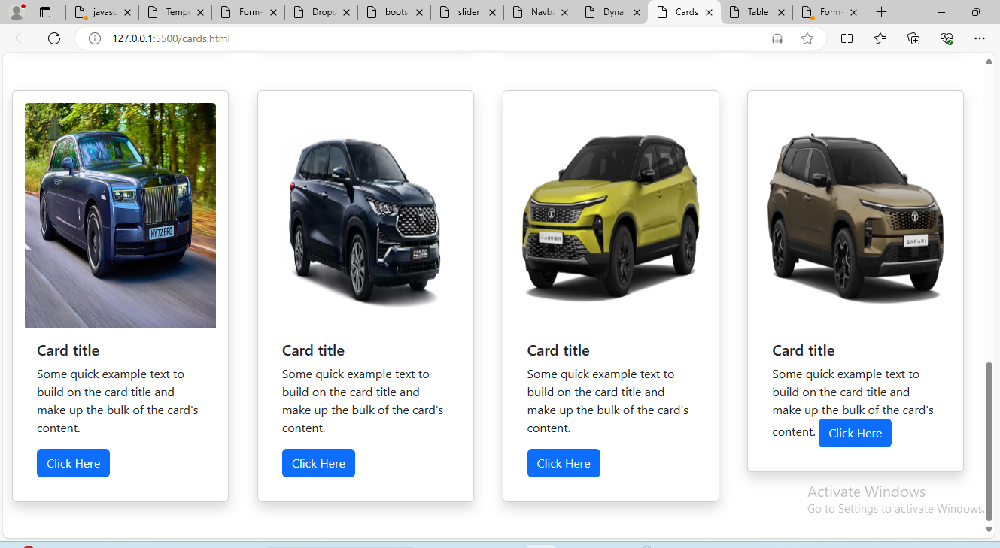 javasc
Tempe
Form-
Dropc
boots
slider
Navba
Dynar
Cards
Table
Form-
127.0.0.1:5500/cards.html
HY72 ERO
HARRIER
SAFARI
Card title
Some quick example text to
build on the card title and
make up the bulk of the card's
content.
Click Here
Card title
Some quick example text to
build on the card title and
make up the bulk of the card's
content.
Click Here
Card title
Some quick example text to
build on the card title and
make up the bulk of the card's
content.
Click Here
Card title
Some quick example text to
build on the card title and
make up the bulk of the card's
content. Click Here
Activate Windows
Go to Settings to activate Windows.